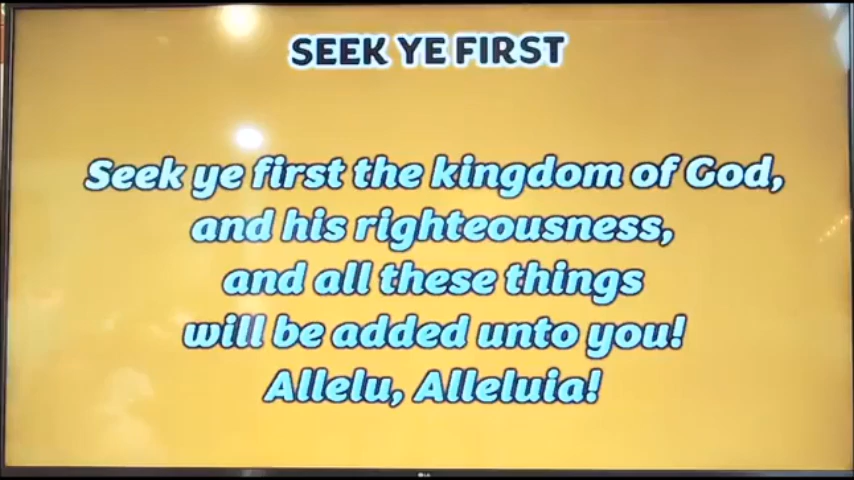 SEEK YE FIRST
Seek ye first the kingdom of God,
and his righteousness,
and all these things
will be added unto you!
Allelu, Alleluia!
LG